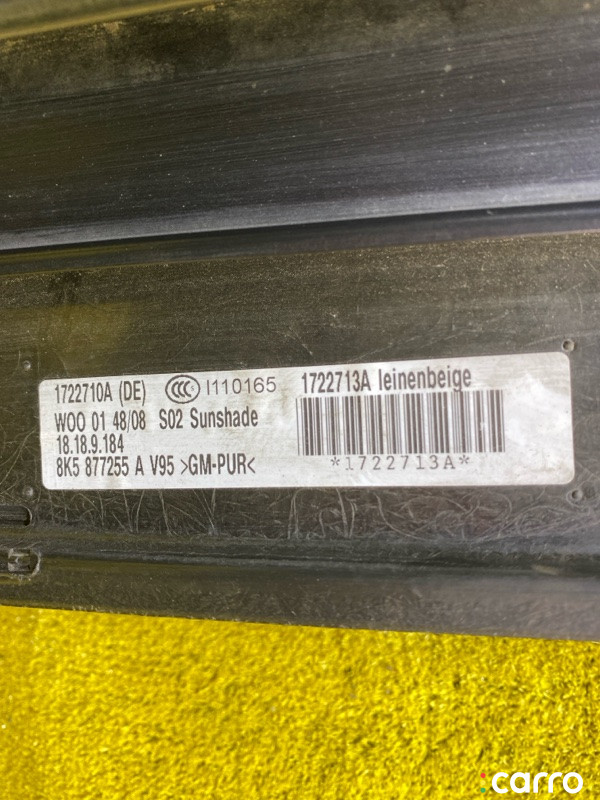 1722710A (DE) CCC S I110165 1722713A leinenbeige
WOO 01 48/08 S02 Sunshade
18.18.9.184
8K5 877255 A V95 >GM-PUR<
*1722713A*
carro